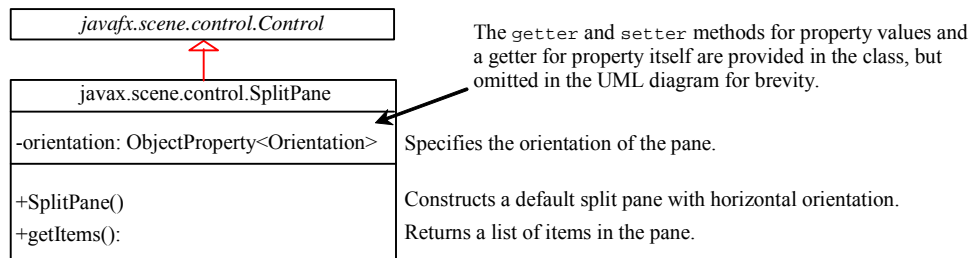 javafx.scene.control.Control
The getter and setter methods for property values and
a getter for property itself are provided in the class, but
omitted in the UML diagram for brevity.
javax.scene.control.SplitPane
-orientation: ObjectProperty<Orientation>
Specifies the orientation of the pane.
+SplitPane()
Constructs a default split pane with horizontal orientation.
+getItems():
Returns a list of items in the pane.